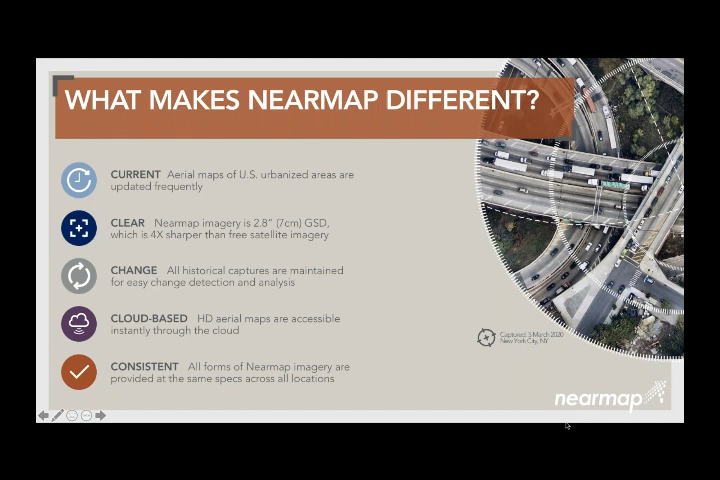 WHAT MAKES NEARMAP DIFFERENT?
CURRENT Aerial maps of U.S. urbanized areas are
updated frequently
CLEAR Nearmap imagery is 2.8" (7cm) GSD,
which is 4X sharper than free satellite imagery
CHANGE All historical captures are maintained
for easy change detection and analysis
CLOUD-BASED HD aerial maps are accessible
instantly through the cloud
CONSISTENT All forms of Nearmap imagery are
provided at the same specs across all locations
Captured: 3 March 2020
New York City, NY
nearmap